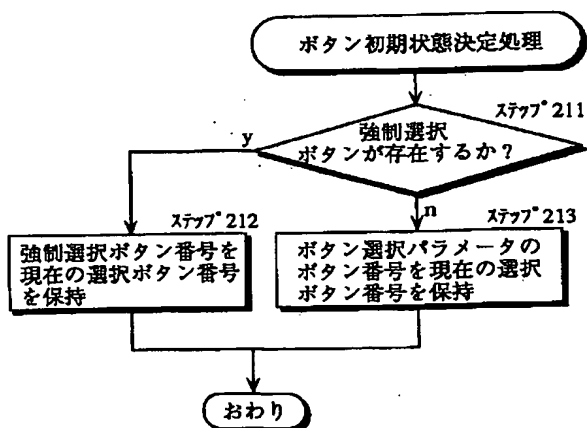 ボタン初期状態決定処理
ステップ211
強制選択
ボタンが存在するか?
y
n
ステップ212
強制選択ボタン番号を
現在の選択ボタン番号
を保持
ステップ213
ボタン選択パラメータの
ボタン番号を現在の選択
ボタン番号を保持
おわり